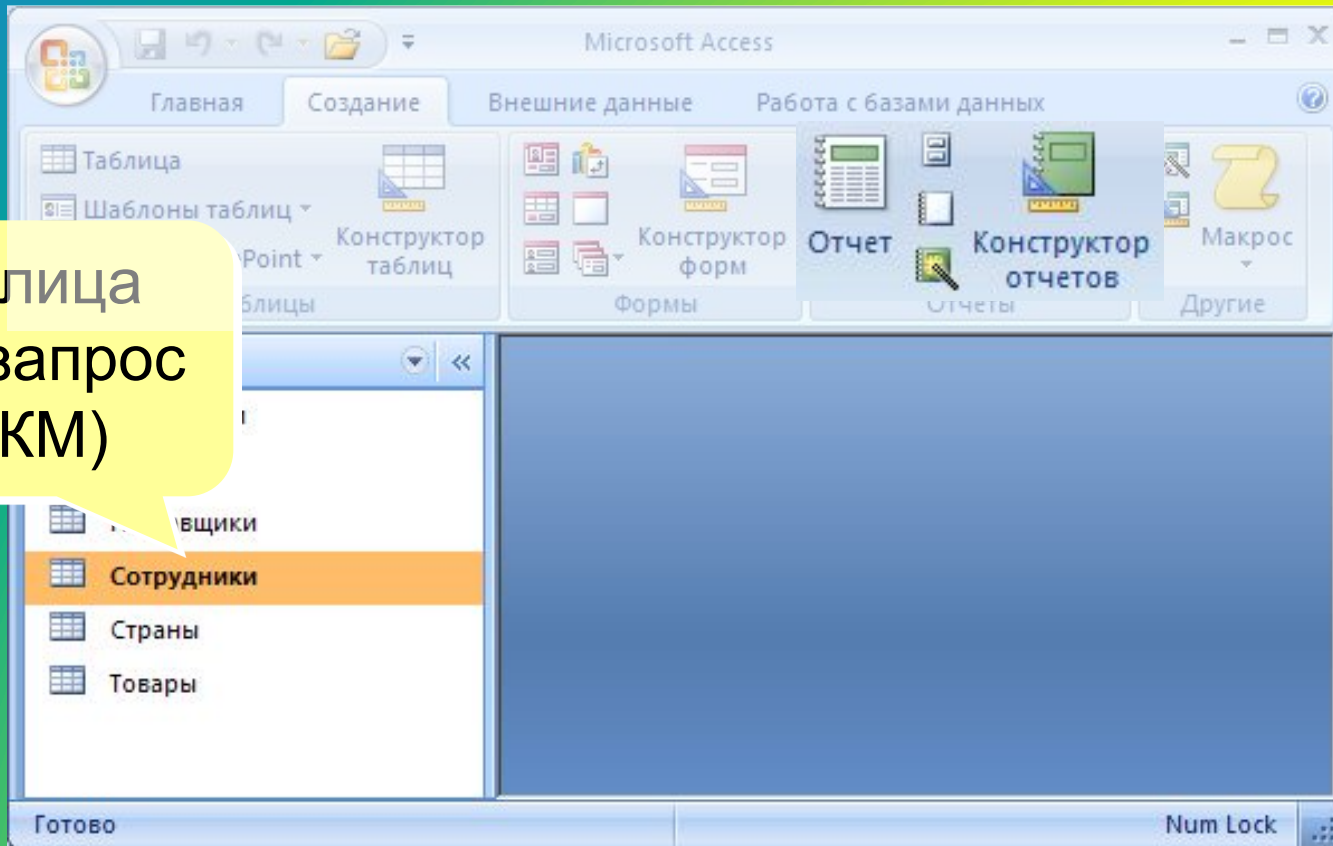 Microsoft Access
Главная Создание Внешние данные Работа с базами данных
Таблица
Шаблоны таблиц
Point
Конструктор таблиц
Конструктор форм
Отчет
Конструктор отчетов
Макрос
блицы
Формы
Отчеты
Другие
лица
запрос
КМ)
вщики
Сотрудники
Страны
Товары
Готово
Num Lock